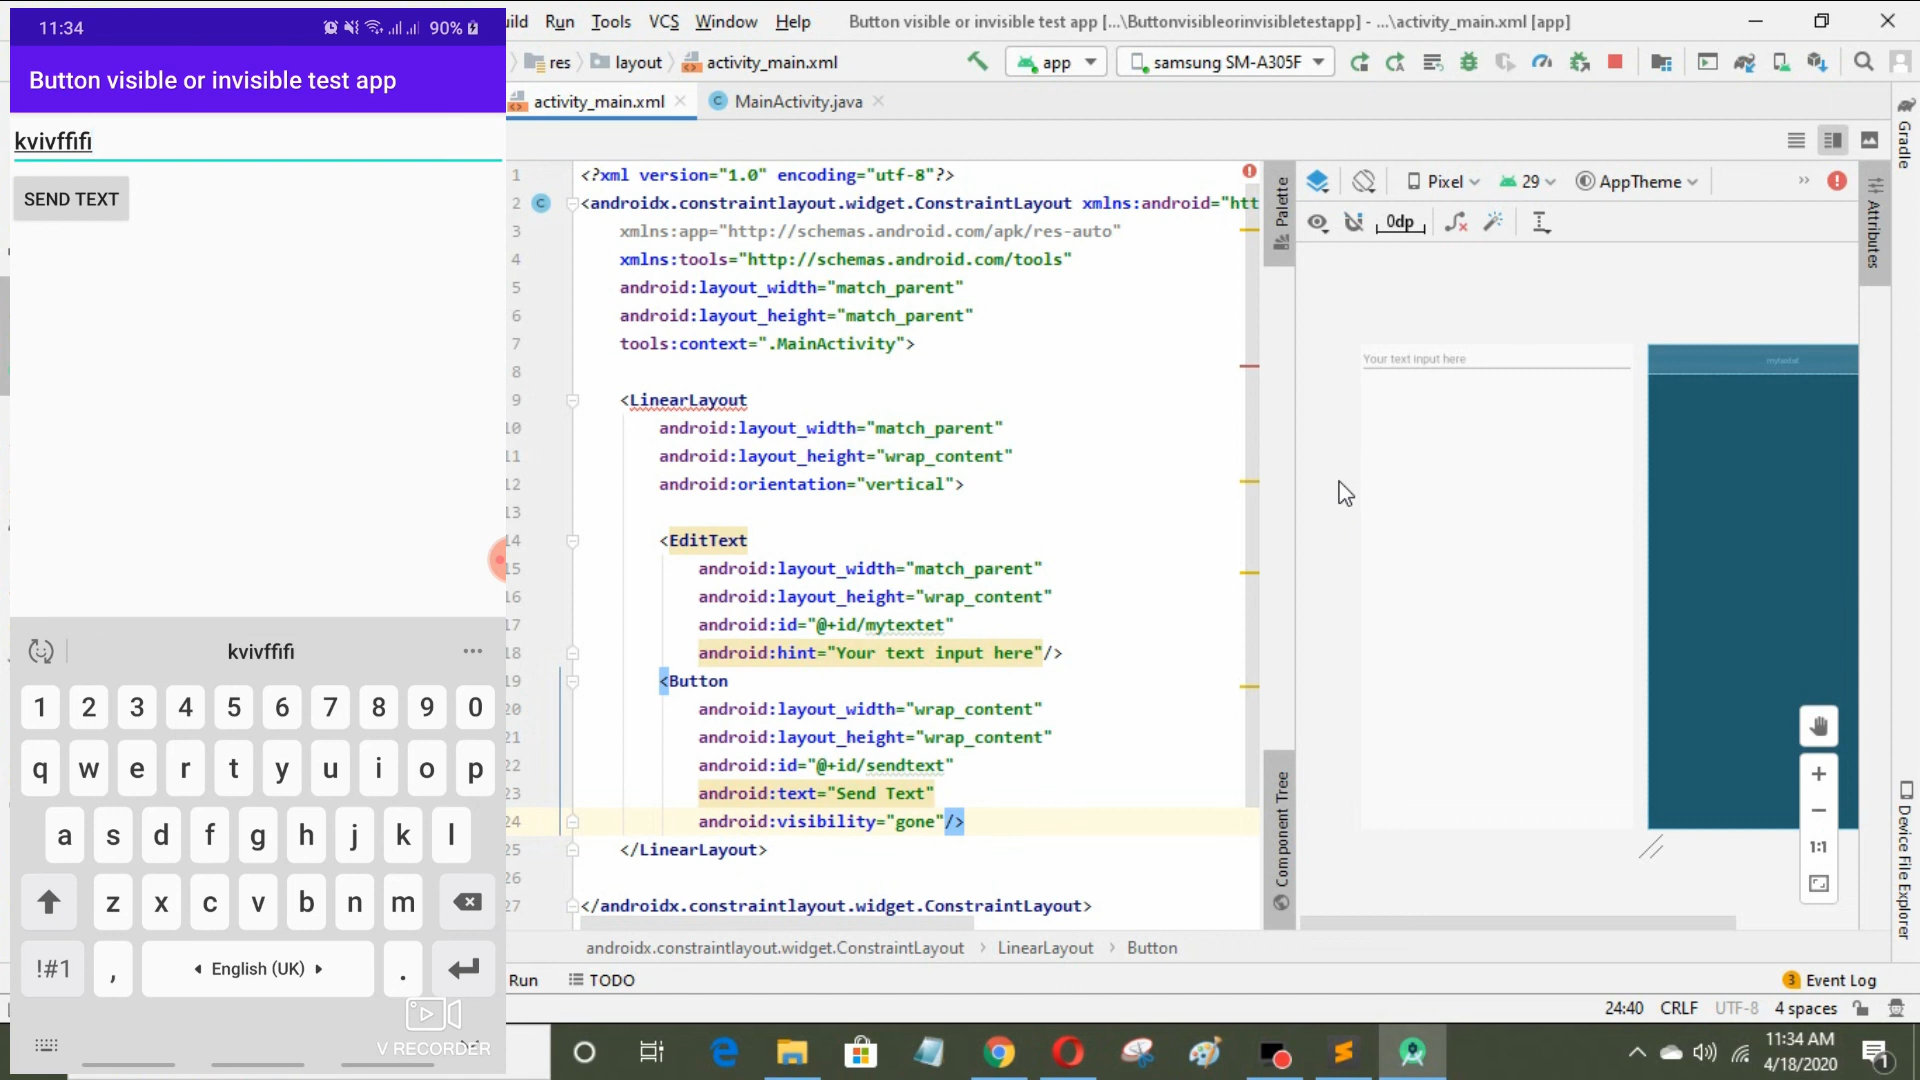 11:34
90%
Button visible or invisible test app
kvivffifi
SEND TEXT
kvivffifi
1 2 3 4 5 6 7 8 9 0
q w e r t y u i o p
a s d f g h j k l
z x c v b n m
!#1 , English (UK) .
V RECORDER
uild Run Tools VCS Window Help Button visible or invisible test app [...\Buttonvisibleorinvisibletestapp] - ...\activity_main.xml [app]
res layout activity_main.xml app samsung SM-A305F
activity_main.xml MainActivity.java
1 <?xml version="1.0" encoding="utf-8"?>
2 <androidx.constraintlayout.widget.ConstraintLayout xmlns:android="htt
3 xmlns:app="http://schemas.android.com/apk/res-auto"
4 xmlns:tools="http://schemas.android.com/tools"
5 android:layout_width="match_parent"
6 android:layout_height="match_parent"
7 tools:context=".MainActivity">
8
9 <LinearLayout
10 android:layout_width="match_parent"
11 android:layout_height="wrap_content"
12 android:orientation="vertical">
13
14 <EditText
15 android:layout_width="match_parent"
16 android:layout_height="wrap_content"
17 android:id="@+id/mytextet"
18 android:hint="Your text input here"/>
19 <Button
20 android:layout_width="wrap_content"
21 android:layout_height="wrap_content"
22 android:id="@+id/sendtext"
23 android:text="Send Text"
24 android:visibility="gone"/>
25 </LinearLayout>
26
27 </androidx.constraintlayout.widget.ConstraintLayout>
androidx.constraintlayout.widget.ConstraintLayout LinearLayout Button
Palette
Component Tree
Pixel 29 AppTheme
0dp
Your text input here
mytextet
1:1
Gradle
Attributes
Device File Explorer
Run TODO
3 Event Log
24:40 CRLF UTF-8 4 spaces
11:34 AM
4/18/2020
1